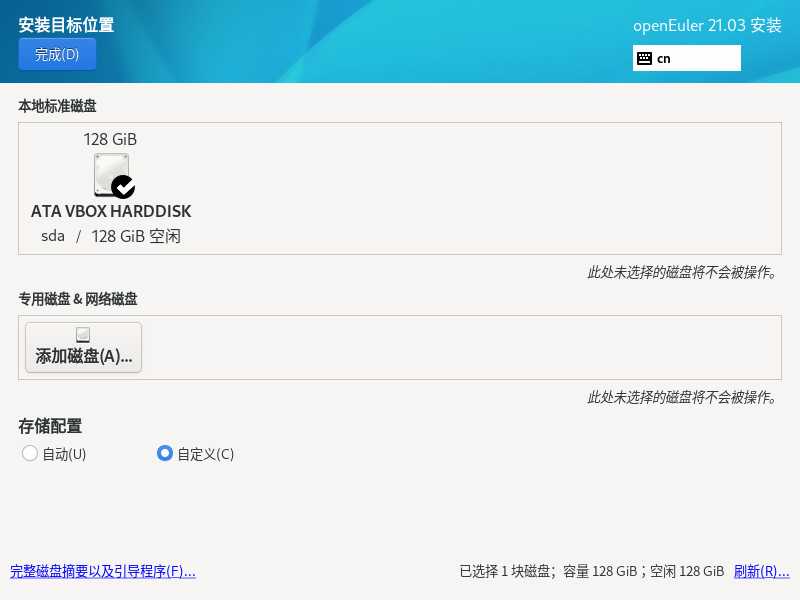 安装目标位置
openEuler 21.03 安装
完成(D)
cn
本地标准磁盘
128 GiB
ATA VBOX HARDDISK
sda / 128 GiB 空闲
此处未选择的磁盘将不会被操作。
专用磁盘 & 网络磁盘
添加磁盘(A)...
此处未选择的磁盘将不会被操作。
存储配置
自动(U) 自定义(C)
完整磁盘摘要以及引导程序(F)... 已选择 1 块磁盘；容量 128 GiB；空闲 128 GiB 刷新(R)...